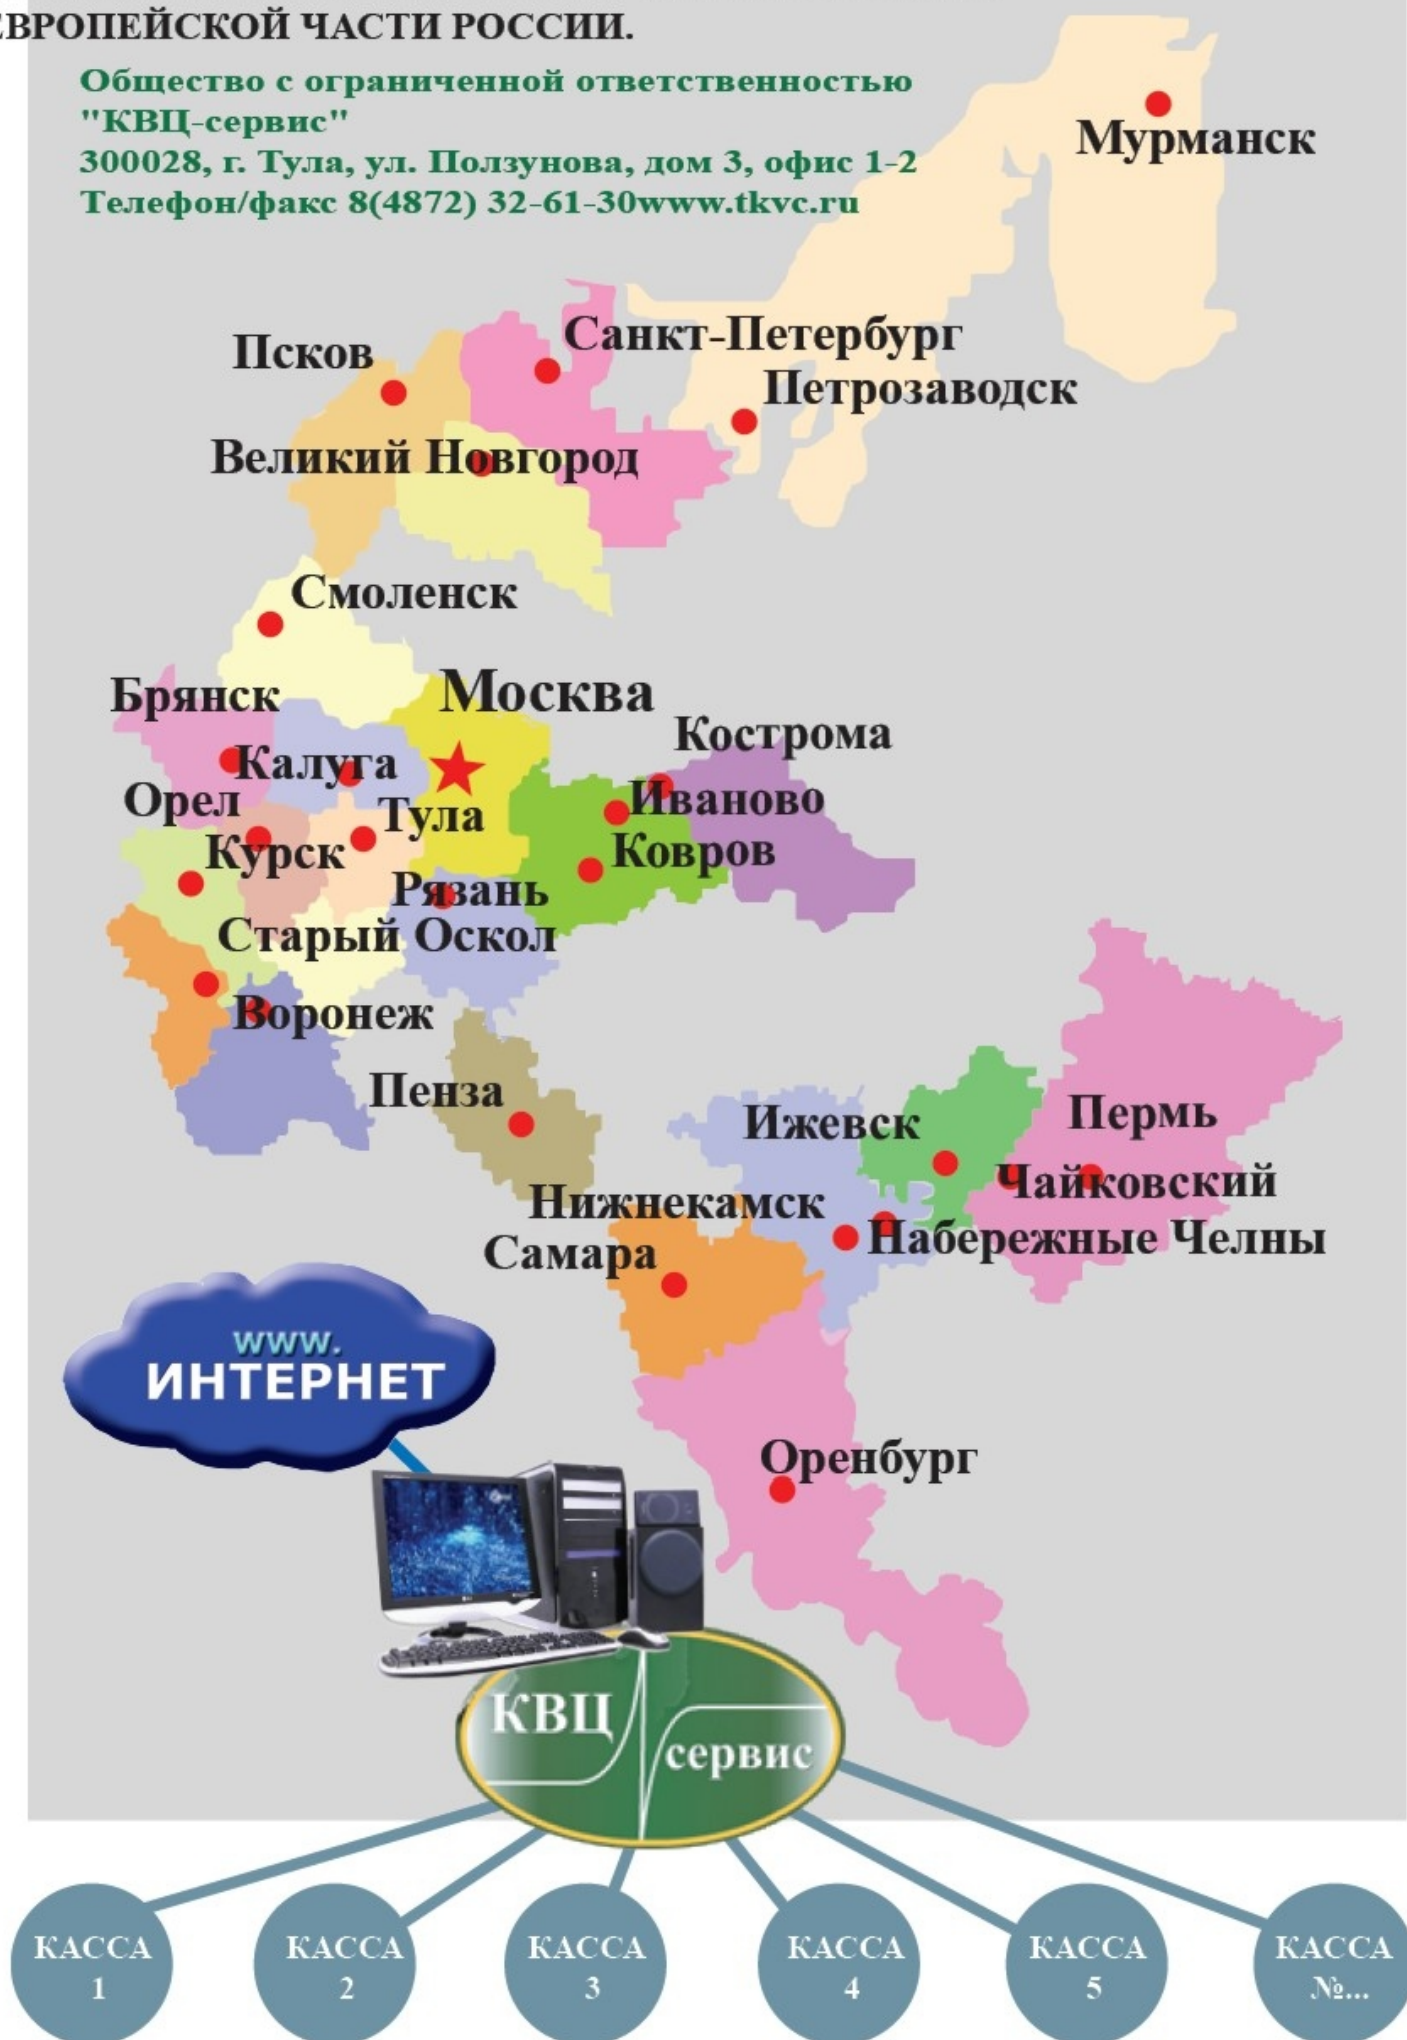 ЕВРОПЕЙСКОЙ ЧАСТИ РОССИИ.
Общество с ограниченной ответственностью
"КВЦ-сервис"
300028, г. Тула, ул. Ползунова, дом 3, офис 1-2
Телефон/факс 8(4872) 32-61-30www.tkvc.ru
Мурманск
Санкт-Петербург
Псков
Петрозаводск
Великий Новгород
Смоленск
Москва
Брянск
Кострома
Калуга
Орел
Иваново
Тула
Курск
Ковров
Рязань
Старый Оскол
Воронеж
Пенза
Пермь
Ижевск
Чайковский
Нижнекамск
Набережные Челны
Самара
www.
ИНТЕРНЕТ
Оренбург
КВЦ
сервис
КАССА
1
КАССА
2
КАССА
3
КАССА
4
КАССА
5
КАССА
№...